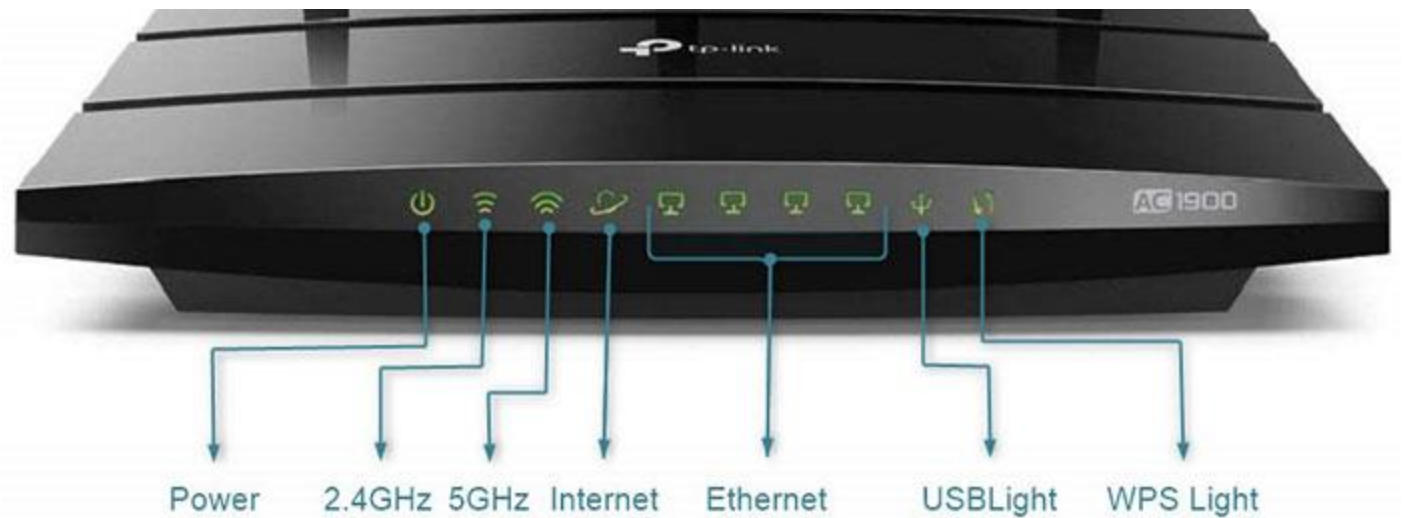 tp-link
AC1900
Power 2.4GHz 5GHz Internet Ethernet USBLight WPS Light